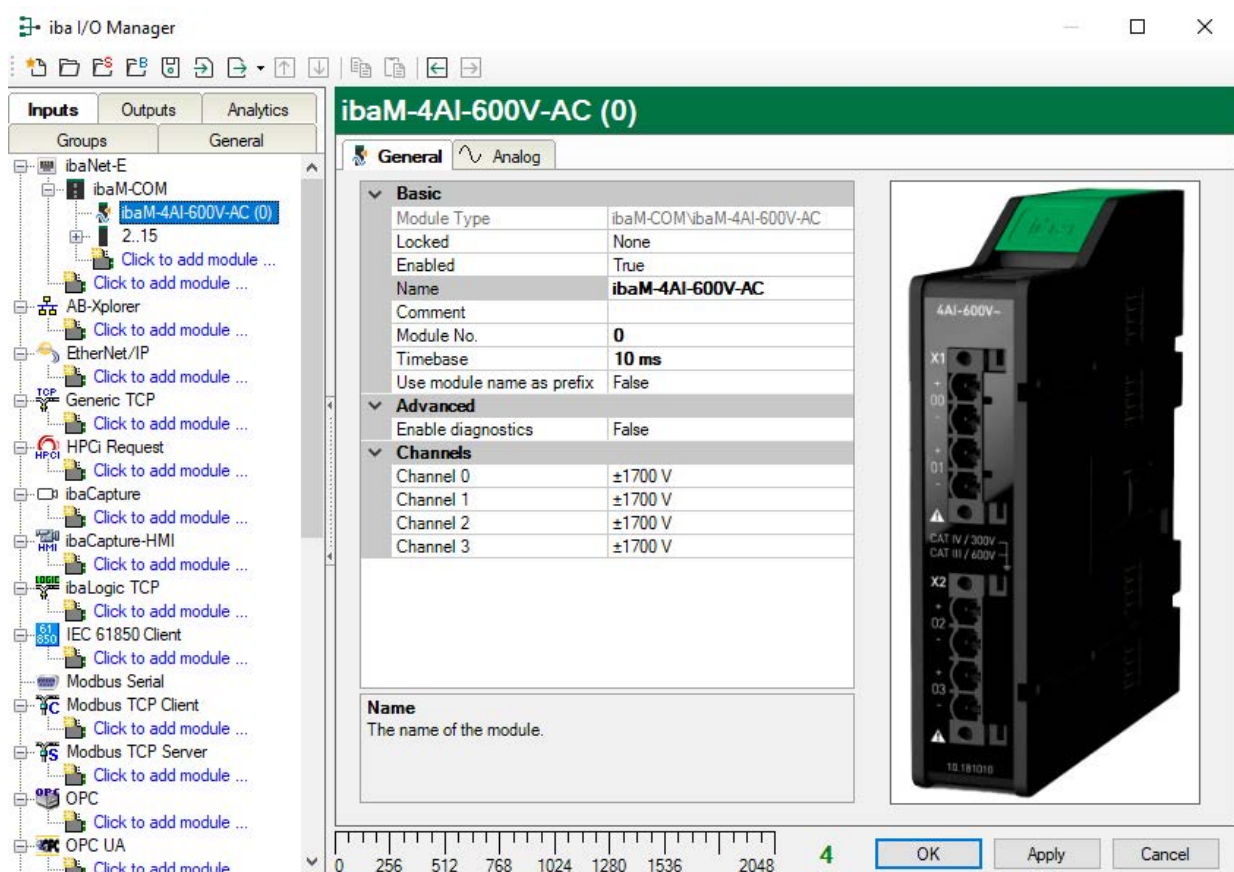 iba I/O Manager
Inputs
Outputs
Analytics
Groups
General
ibaNet-E
ibaM-COM
ibaM-4AI-600V-AC (0)
2..15
Click to add module ...
Click to add module ...
AB-Xplorer
Click to add module ...
EtherNet/IP
Click to add module ...
TCP
Generic TCP
Click to add module ...
HPCi
HPCi Request
Click to add module ...
ibaCapture
Click to add module ...
HMI
ibaCapture-HMI
Click to add module ...
LOGIC
TCP
ibaLogic TCP
Click to add module ...
61
850
IEC 61850 Client
Click to add module ...
Modbus Serial
Modbus TCP Client
Click to add module ...
Modbus TCP Server
Click to add module ...
OPC
OPC
Click to add module ...
OPC UA
Click to add module ...
ibaM-4AI-600V-AC (0)
General
Analog
Basic
Module Type ibaM-COM\ibaM-4AI-600V-AC
Locked None
Enabled True
Name ibaM-4AI-600V-AC
Comment
Module No. 0
Timebase 10 ms
Use module name as prefix False
Advanced
Enable diagnostics False
Channels
Channel 0 ±1700 V
Channel 1 ±1700 V
Channel 2 ±1700 V
Channel 3 ±1700 V
Name
The name of the module.
4AI-600V~
X1
+
00
-
+
01
-
CAT IV / 300V
CAT III / 600V
X2
+
02
-
+
03
-
10.181010
0 256 512 768 1024 1280 1536 2048
4
OK
Apply
Cancel